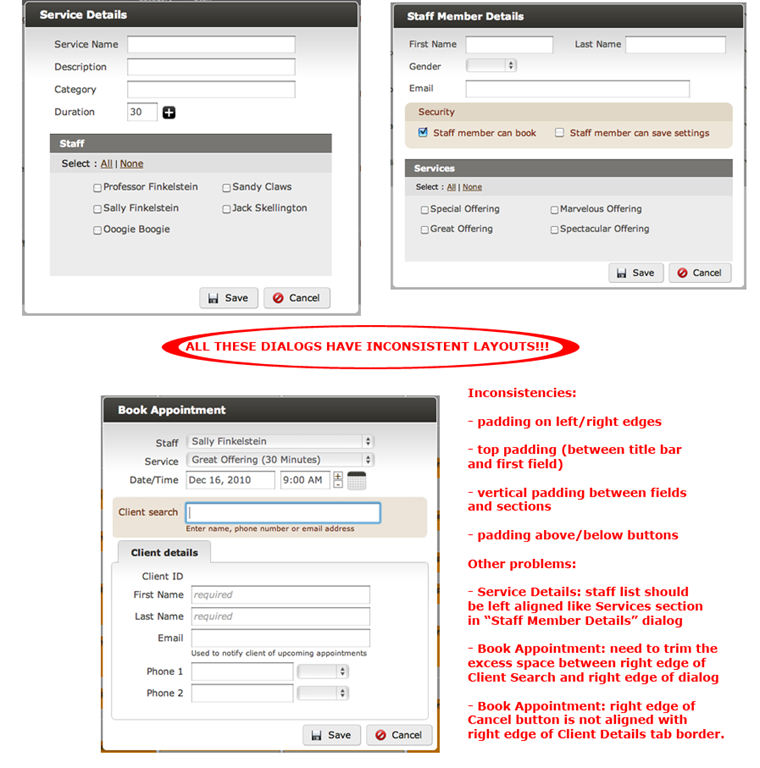 Service Details
Service Name
Description
Category
Duration 30
Staff
Select : All | None
Professor Finkelstein Sandy Claws
Sally Finkelstein Jack Skellington
Ooogie Boogie
Save Cancel
Staff Member Details
First Name Last Name
Gender
Email
Security
Staff member can book Staff member can save settings
Services
Select : All | None
Special Offering Marvelous Offering
Great Offering Spectacular Offering
Save Cancel
ALL THESE DIALOGS HAVE INCONSISTENT LAYOUTS!!!
Book Appointment
Staff Sally Finkelstein
Service Great Offering (30 Minutes)
Date/Time Dec 16, 2010 9:00 AM + -
Client search
Enter name, phone number or email address
Client details
Client ID
First Name required
Last Name required
Email
Used to notify client of upcoming appointments
Phone 1
Phone 2
Save Cancel
Inconsistencies:
- padding on left/right edges
- top padding (between title bar
and first field)
- vertical padding between fields
and sections
- padding above/below buttons
Other problems:
- Service Details: staff list should
be left aligned like Services section
in “Staff Member Details” dialog
- Book Appointment: need to trim the
excess space between right edge of
Client Search and right edge of dialog
- Book Appointment: right edge of
Cancel button is not aligned with
right edge of Client Details tab border.